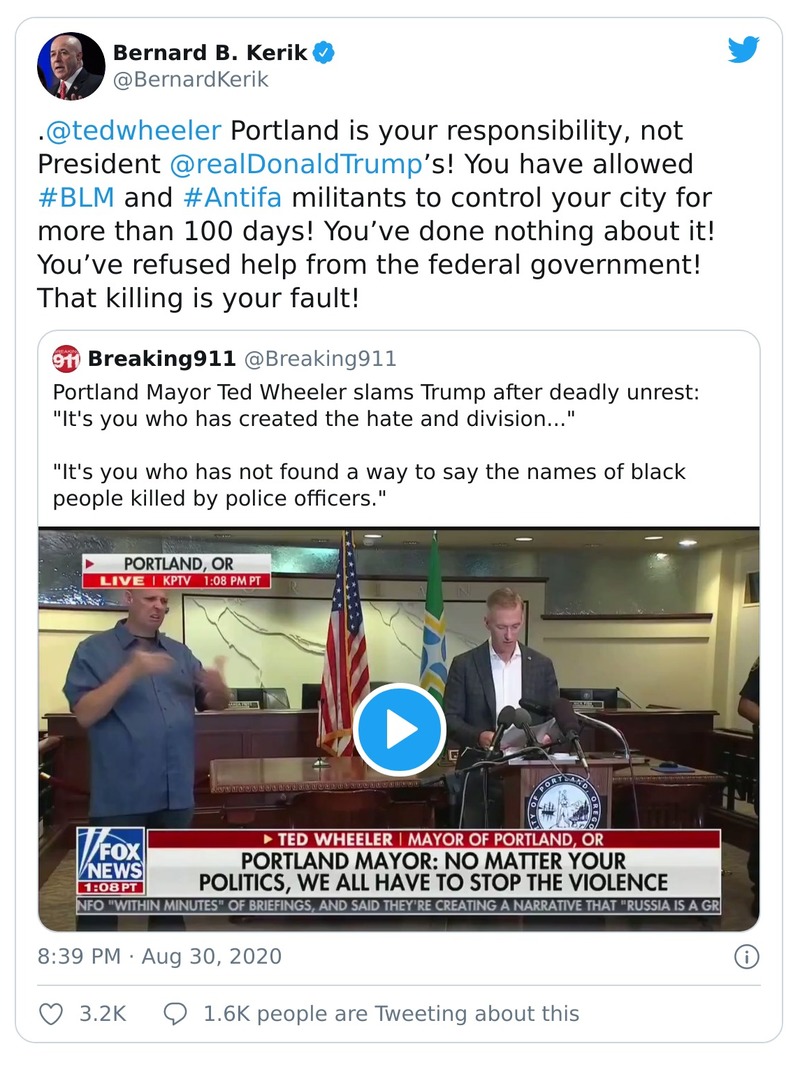 Bernard B. Kerik
@BernardKerik
.@tedwheeler Portland is your responsibility, not
President @realDonaldTrump’s! You have allowed
#BLM and #Antifa militants to control your city for
more than 100 days! You’ve done nothing about it!
You’ve refused help from the federal government!
That killing is your fault!
911
Breaking911 @Breaking911
Portland Mayor Ted Wheeler slams Trump after deadly unrest:
"It's you who has created the hate and division..."
"It's you who has not found a way to say the names of black
people killed by police officers."
PORTLAND, OR
LIVE | KPTV 1:08 PM PT
CITY OF PORTLAND, OREGON
FOX
NEWS
1:08 PT
TED WHEELER | MAYOR OF PORTLAND, OR
PORTLAND MAYOR: NO MATTER YOUR
POLITICS, WE ALL HAVE TO STOP THE VIOLENCE
NFO "WITHIN MINUTES" OF BRIEFINGS, AND SAID THEY'RE CREATING A NARRATIVE THAT "RUSSIA IS A GR
8:39 PM · Aug 30, 2020
3.2K
1.6K people are Tweeting about this